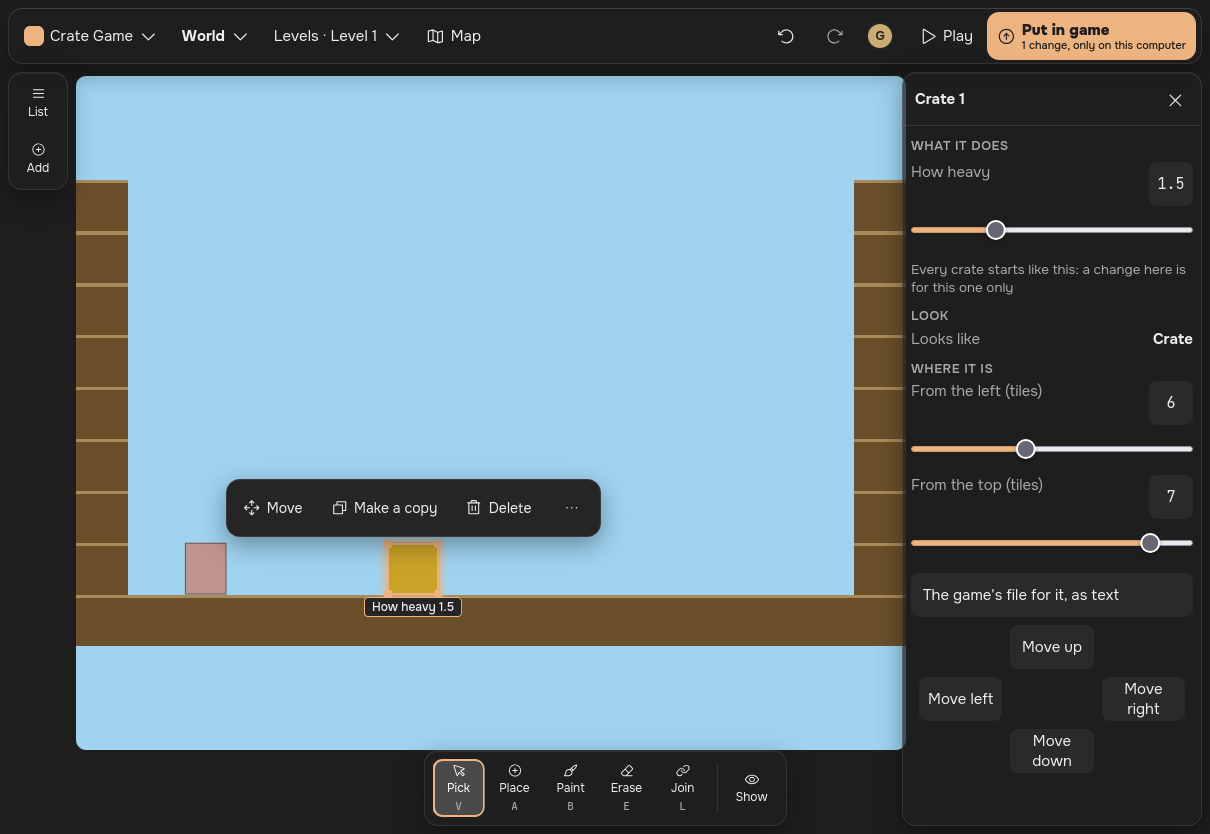 Crate Game
World
Levels · Level 1
Map
G
Play
Put in game
1 change, only on this computer
List
Add
Crate 1
WHAT IT DOES
How heavy
1.5
Every crate starts like this: a change here is
for this one only
LOOK
Looks like
Crate
WHERE IT IS
From the left (tiles)
6
From the top (tiles)
7
The game's file for it, as text
Move up
Move left
Move
right
Move
down
Move
Make a copy
Delete
···
How heavy 1.5
Pick
V
Place
A
Paint
B
Erase
E
Join
L
Show